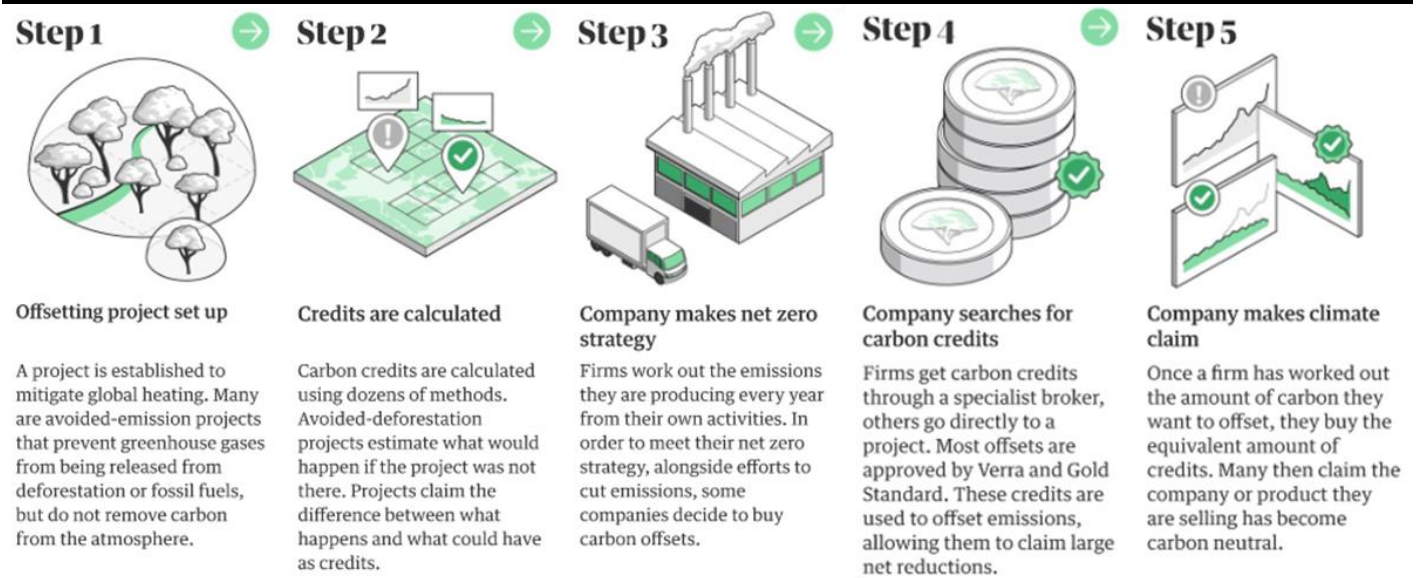 Step 1
Offsetting project set up
A project is established to
mitigate global heating. Many
are avoided-emission projects
that prevent greenhouse gases
from being released from
deforestation or fossil fuels,
but do not remove carbon
from the atmosphere.
Step 2
Credits are calculated
Carbon credits are calculated
using dozens of methods.
Avoided-deforestation
projects estimate what would
happen if the project was not
there. Projects claim the
difference between what
happens and what could have
as credits.
Step 3
Company makes net zero
strategy
Firms work out the emissions
they are producing every year
from their own activities. In
order to meet their net zero
strategy, alongside efforts to
cut emissions, some
companies decide to buy
carbon offsets.
Step 4
Company searches for
carbon credits
Firms get carbon credits
through a specialist broker,
others go directly to a
project. Most offsets are
approved by Verra and Gold
Standard. These credits are
used to offset emissions,
allowing them to claim large
net reductions.
Step 5
Company makes climate
claim
Once a firm has worked out
the amount of carbon they
want to offset, they buy the
equivalent amount of
credits. Many then claim the
company or product they
are selling has become
carbon neutral.